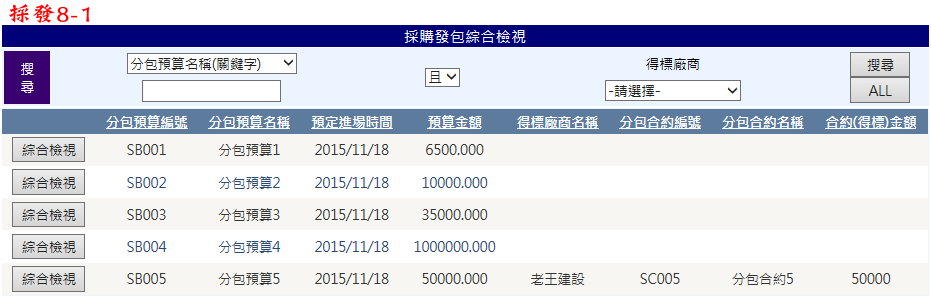 採發8-1
採購發包綜合檢視
搜尋 分包預算名稱(關鍵字) 且 得標廠商 -請選擇- 搜尋 ALL
分包預算編號 分包預算名稱 預定進場時間 預算金額 得標廠商名稱 分包合約編號 分包合約名稱 合約(得標)金額
綜合檢視 SB001 分包預算1 2015/11/18 6500.000
綜合檢視 SB002 分包預算2 2015/11/18 10000.000
綜合檢視 SB003 分包預算3 2015/11/18 35000.000
綜合檢視 SB004 分包預算4 2015/11/18 1000000.000
綜合檢視 SB005 分包預算5 2015/11/18 50000.000 老王建設 SC005 分包合約5 50000